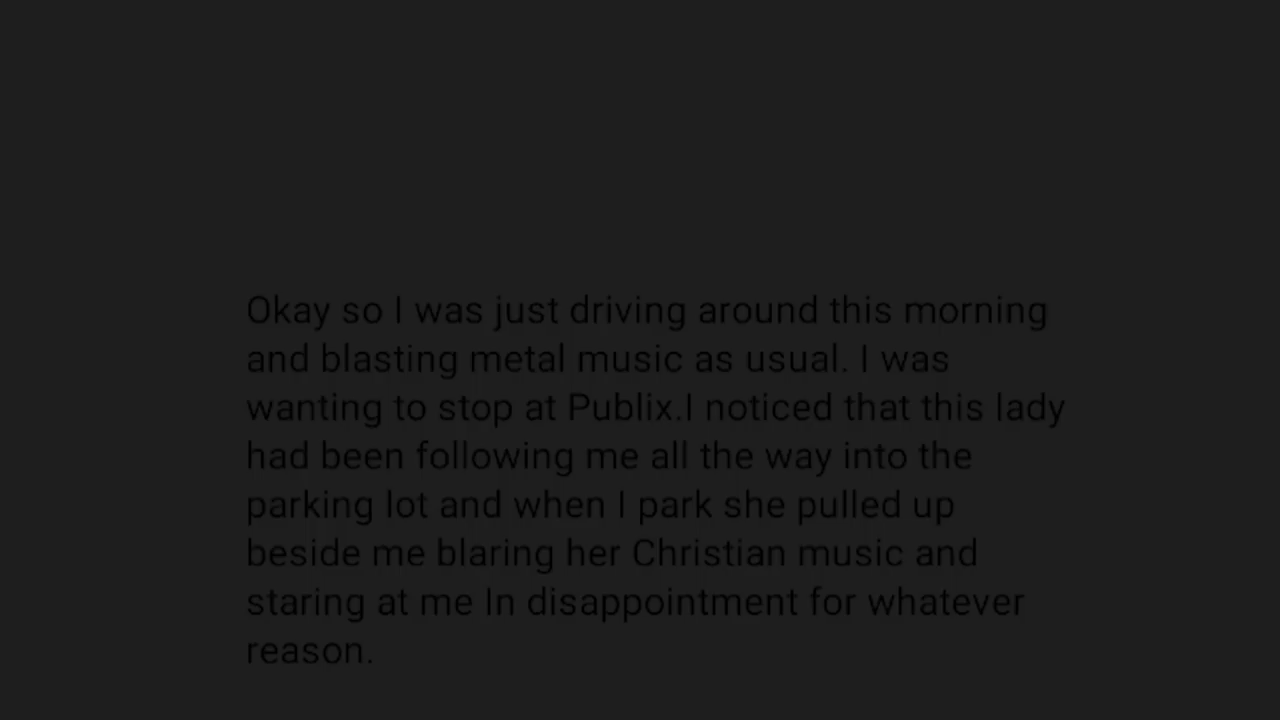 Okay so I was just driving around this morning
and blasting metal music as usual. I was
wanting to stop at Publix.I noticed that this lady
had been following me all the way into the
parking lot and when I park she pulled up
beside me blaring her Christian music and
staring at me In disappointment for whatever
reason.